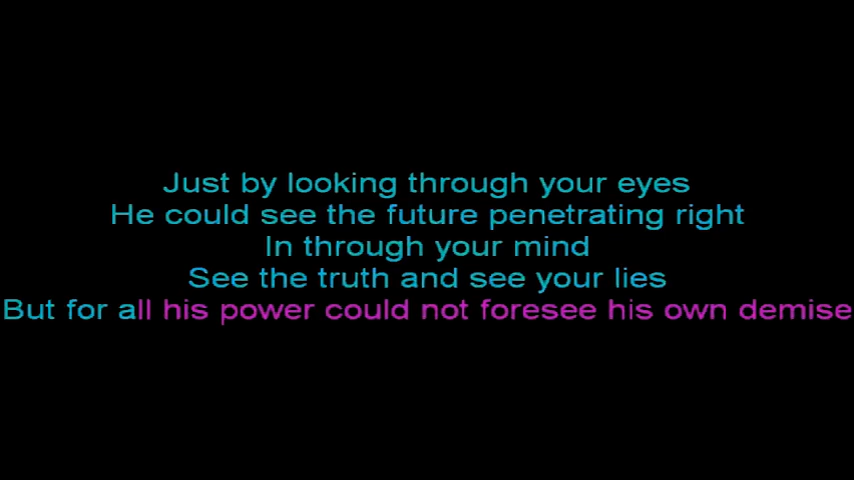 Just by looking through your eyes
He could see the future penetrating right
In through your mind
See the truth and see your lies
But for all his power could not foresee his own demise